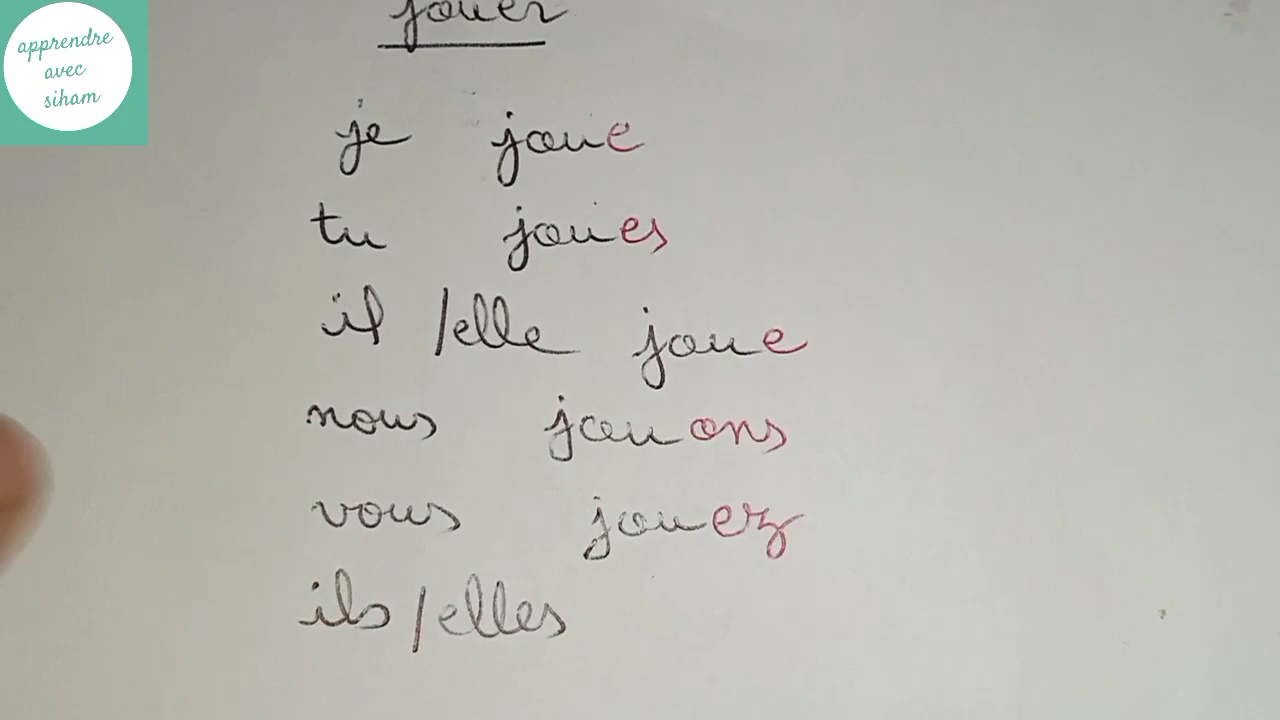 apprendre
avec
siham
jouer
je joue
tu joues
il /elle joue
nous jouons
vous jouez
ils/elles